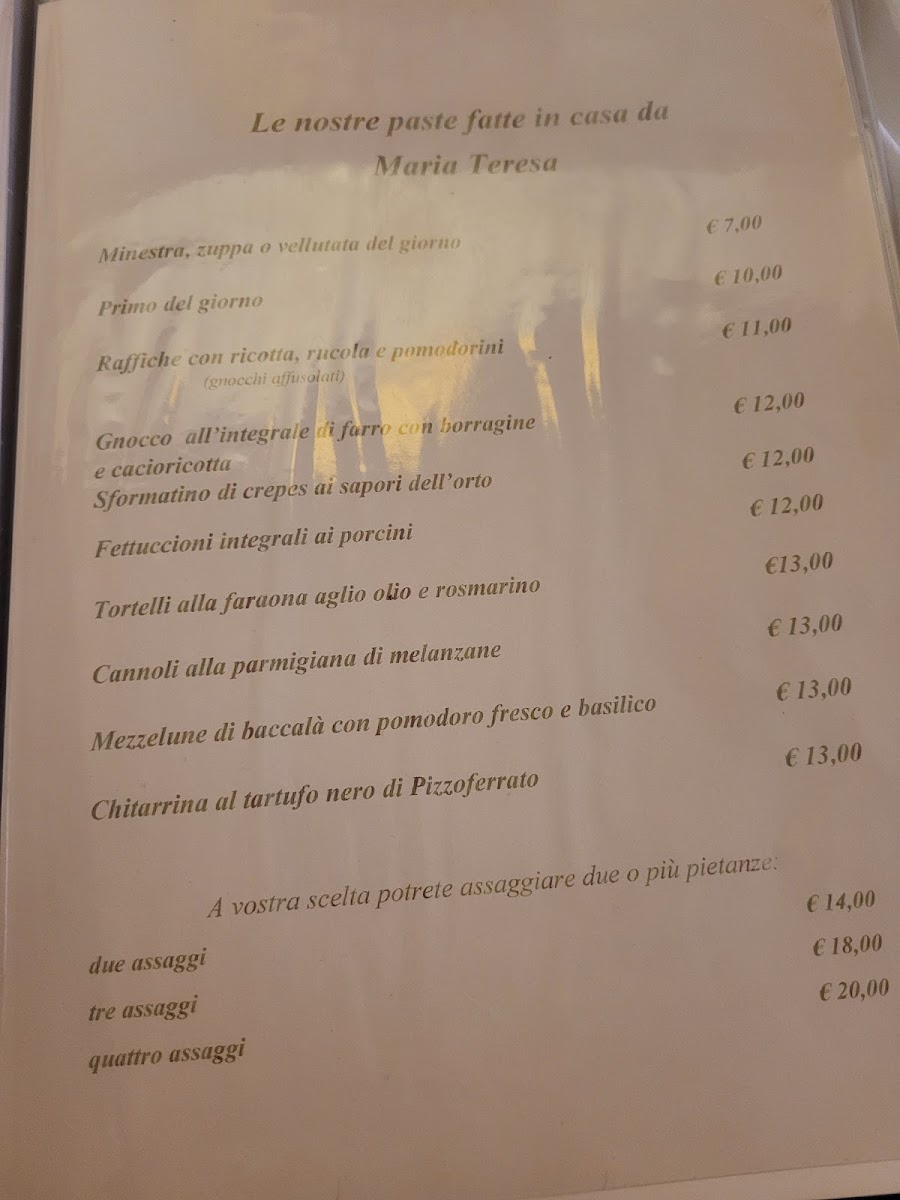 Le nostre paste fatte in casa da
Maria Teresa
Minestra, zuppa o vellutata del giorno € 7,00
Primo del giorno € 10,00
Raffiche con ricotta, rucola e pomodorini € 11,00
(gnocchi affusolati)
Gnocco all'integrale di farro con borragine € 12,00
e cacioricotta
Sformatino di crepes ai sapori dell'orto € 12,00
Fettuccioni integrali ai porcini € 12,00
Tortelli alla faraona aglio olio e rosmarino €13,00
Cannoli alla parmigiana di melanzane € 13,00
Mezzelune di baccalà con pomodoro fresco e basilico € 13,00
Chitarrina al tartufo nero di Pizzoferrato € 13,00
A vostra scelta potrete assaggiare due o più pietanze:
due assaggi € 14,00
tre assaggi € 18,00
quattro assaggi € 20,00